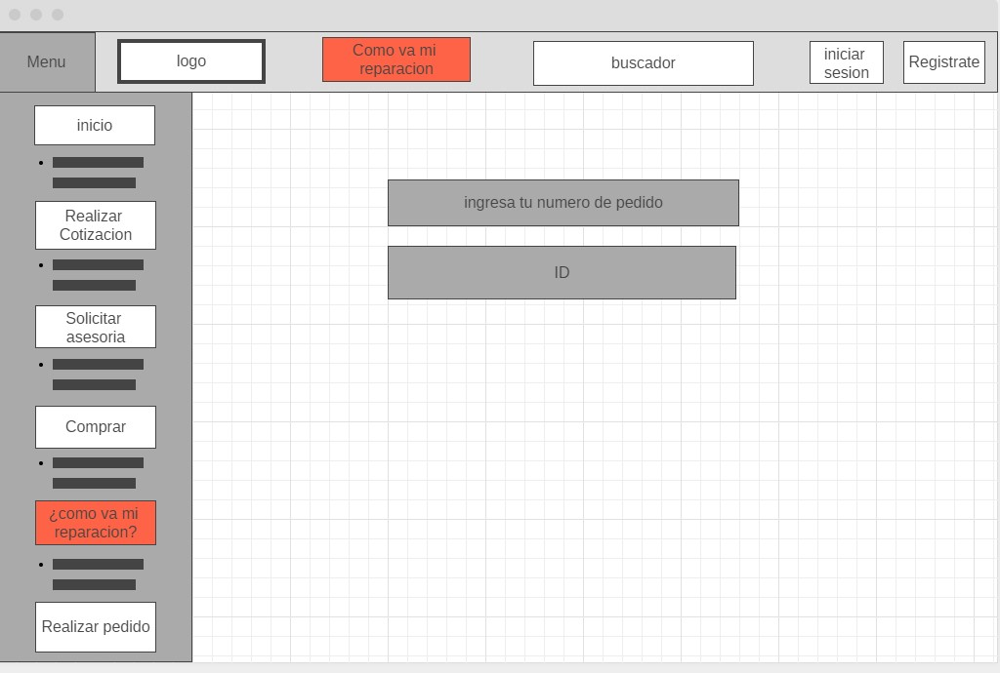 Menu
logo
Como va mi
reparacion
buscador
iniciar
sesion
Registrate
inicio
Realizar
Cotizacion
Solicitar
asesoria
Comprar
¿como va mi
reparacion?
Realizar pedido
ingresa tu numero de pedido
ID